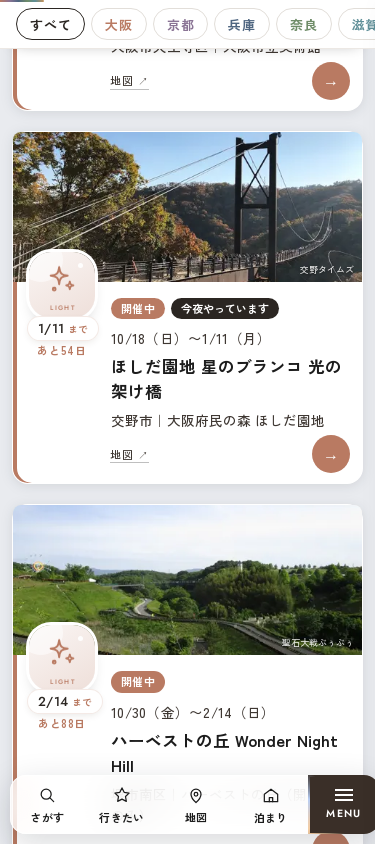 すべて
大阪
京都
兵庫
奈良
地図 ↗
→
交野タイムズ
LIGHT
1/11 まで
あと54日
開催中
今夜やっています
10/18（日）〜1/11（月）
ほしだ園地 星のブランコ 光の
架け橋
交野市｜大阪府民の森 ほしだ園地
地図 ↗
→
聖石大戦ぷぅぷぅ
LIGHT
2/14 まで
あと88日
開催中
10/30（金）〜2/14（日）
ハーベストの丘 Wonder Night
Hill
さがす
行きたい
地図
泊まり
MENU